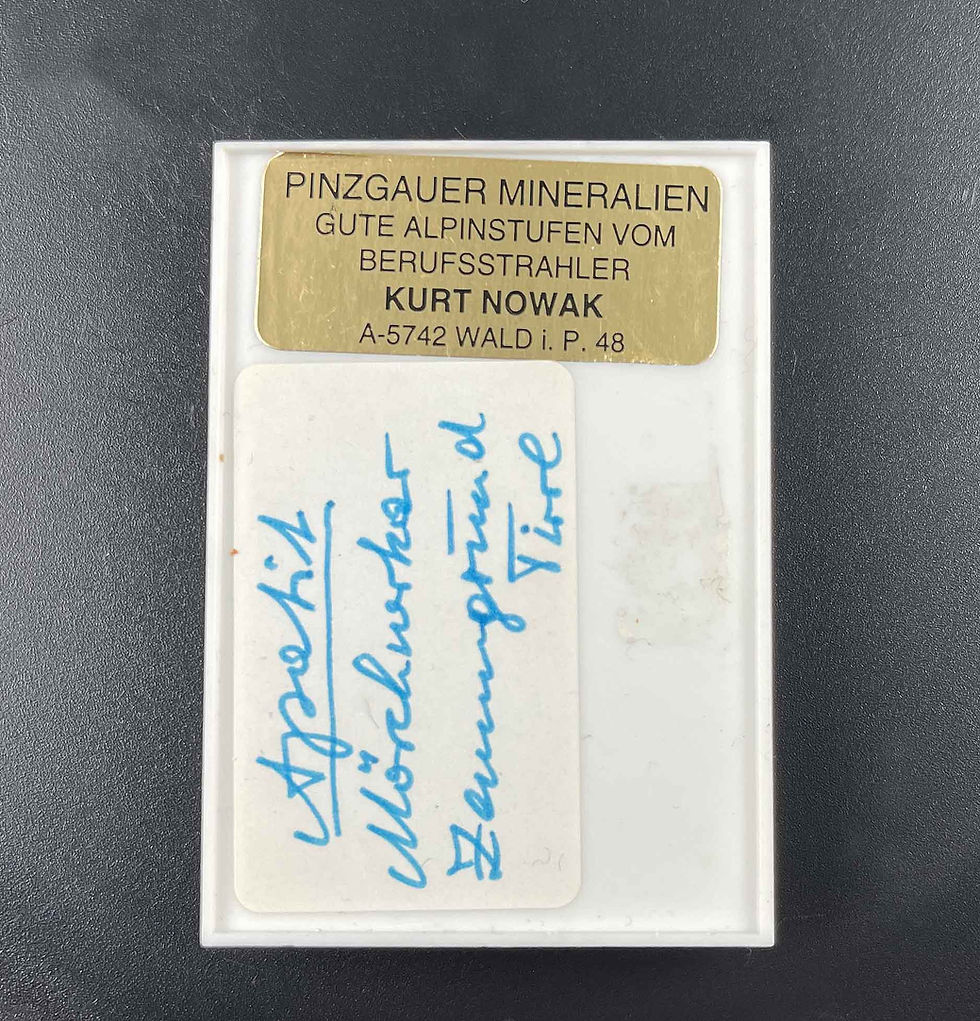 PINZGAUER MINERALIEN
GUTE ALPINSTUFEN VOM
BERUFSSTRAHLER
KURT NOWAK
A-5742 WALD i. P. 48
Apatit
Mörchnerkar
Zemmgrund
Tirol